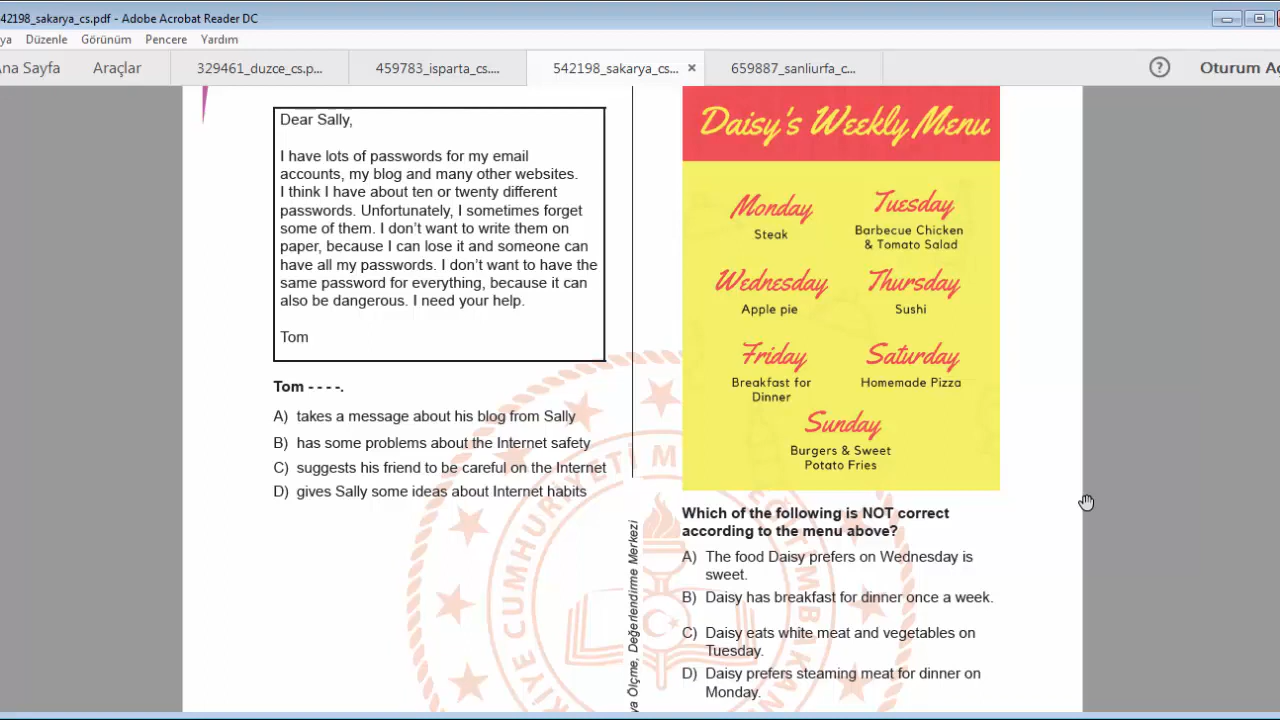 42198_sakarya_cs.pdf - Adobe Acrobat Reader DC
ya Düzenle Görünüm Pencere Yardım
Ana Sayfa Araçlar 329461_duzce_cs.p... 459783_isparta_cs.... 542198_sakarya_cs... × 659887_sanliurfa_c... ? Oturum Aç
Dear Sally,
I have lots of passwords for my email
accounts, my blog and many other websites.
I think I have about ten or twenty different
passwords. Unfortunately, I sometimes forget
some of them. I don't want to write them on
paper, because I can lose it and someone can
have all my passwords. I don't want to have the
same password for everything, because it can
also be dangerous. I need your help.
Tom
Tom - - - -.
A) takes a message about his blog from Sally
B) has some problems about the Internet safety
C) suggests his friend to be careful on the Internet
D) gives Sally some ideas about Internet habits
ya Ölçme, Değerlendirme Merkezi
Daisy's Weekly Menu
Monday
Steak
Tuesday
Barbecue Chicken
& Tomato Salad
Wednesday
Apple pie
Thursday
Sushi
Friday
Breakfast for
Dinner
Saturday
Homemade Pizza
Sunday
Burgers & Sweet
Potato Fries
Which of the following is NOT correct
according to the menu above?
A) The food Daisy prefers on Wednesday is
sweet.
B) Daisy has breakfast for dinner once a week.
C) Daisy eats white meat and vegetables on
Tuesday.
D) Daisy prefers steaming meat for dinner on
Monday.